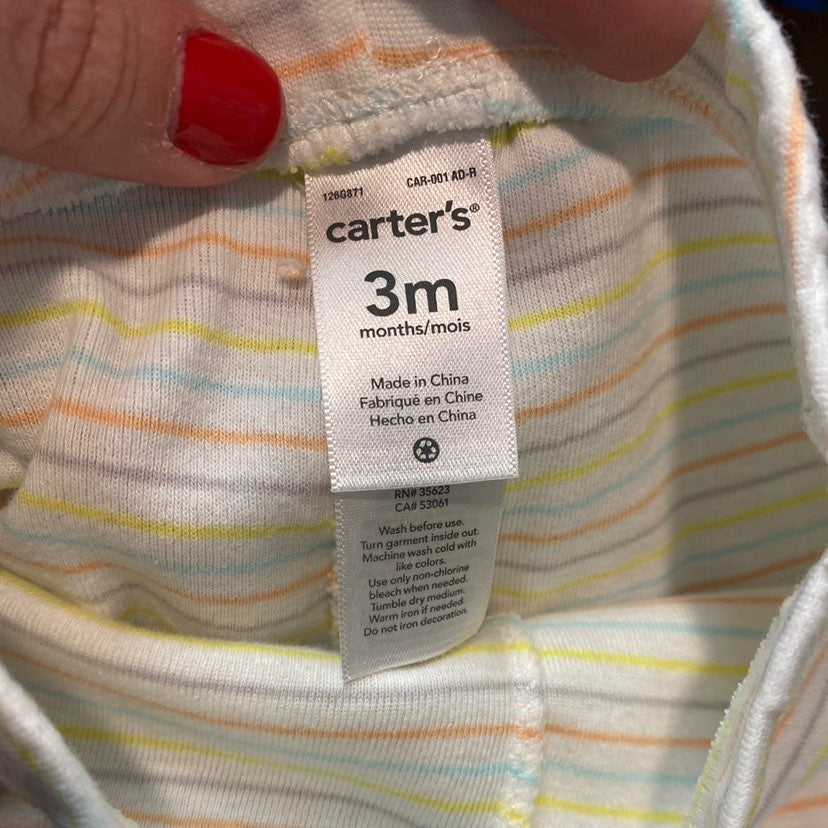 126G871 CAR-001 AD-R
carter's®
3m
months/mois
Made in China
Fabriqué en Chine
Hecho en China
RN# 35623
CA# 53061
Wash before use.
Turn garment inside out.
Machine wash cold with
like colors.
Use only non-chlorine
bleach when needed.
Tumble dry medium.
Warm iron if needed.
Do not iron decoration.